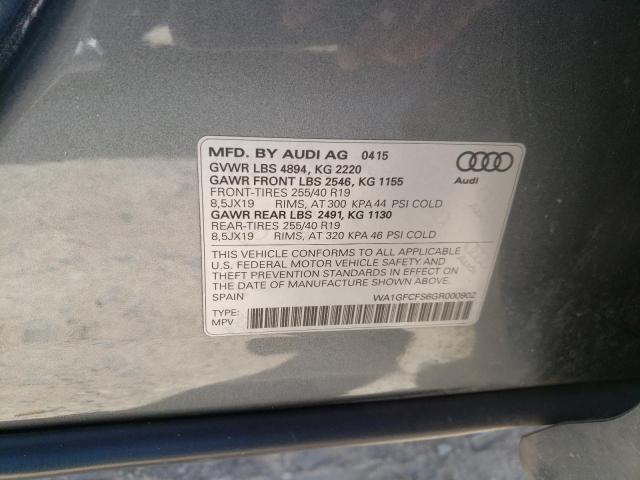 MFD. BY AUDI AG 0415
GVWR LBS 4894, KG 2220
GAWR FRONT LBS 2546, KG 1155
FRONT-TIRES 255/40 R19
8,5JX19 RIMS, AT 300 KPA 44 PSI COLD
GAWR REAR LBS 2491, KG 1130
REAR-TIRES 255/40 R19
8,5JX19 RIMS, AT 320 KPA 46 PSI COLD
Audi
THIS VEHICLE CONFORMS TO ALL APPLICABLE
U.S. FEDERAL MOTOR VEHICLE SAFETY AND
THEFT PREVENTION STANDARDS IN EFFECT ON
THE DATE OF MANUFACTURE SHOWN ABOVE.
SPAIN WA1GFCFS6GR000902
TYPE:
MPV